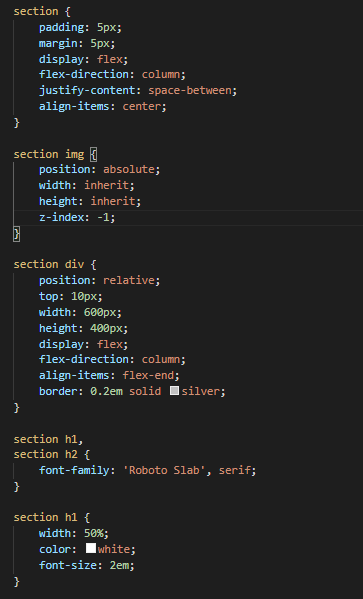 section {
    padding: 5px;
    margin: 5px;
    display: flex;
    flex-direction: column;
    justify-content: space-between;
    align-items: center;
}

section img {
    position: absolute;
    width: inherit;
    height: inherit;
    z-index: -1;
}

section div {
    position: relative;
    top: 10px;
    width: 600px;
    height: 400px;
    display: flex;
    flex-direction: column;
    align-items: flex-end;
    border: 0.2em solid silver;
}

section h1,
section h2 {
    font-family: 'Roboto Slab', serif;
}

section h1 {
    width: 50%;
    color: white;
    font-size: 2em;
}